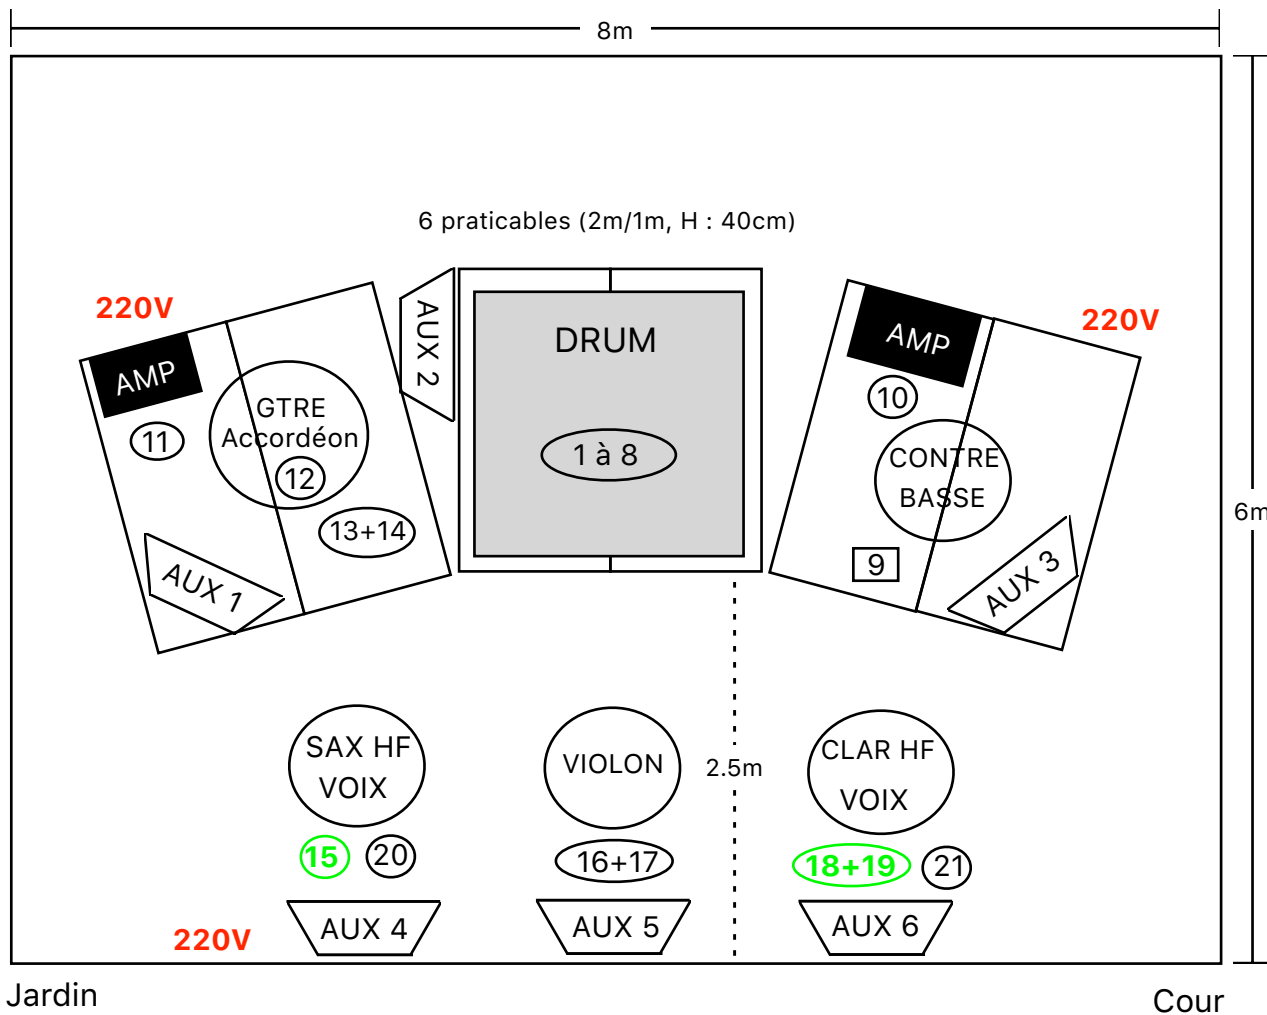 8m
6 praticables (2m/1m, H : 40cm)
220V
220V
AMP
AUX 2
DRUM
AMP
GTRE
Accordéon
11
12
13+14
1 à 8
10
CONTRE
BASSE
9
6m
AUX 1
AUX 3
SAX HF
VOIX
VIOLON
2.5m
CLAR HF
VOIX
15
20
16+17
18+19
21
220V
AUX 4
AUX 5
AUX 6
Jardin
Cour